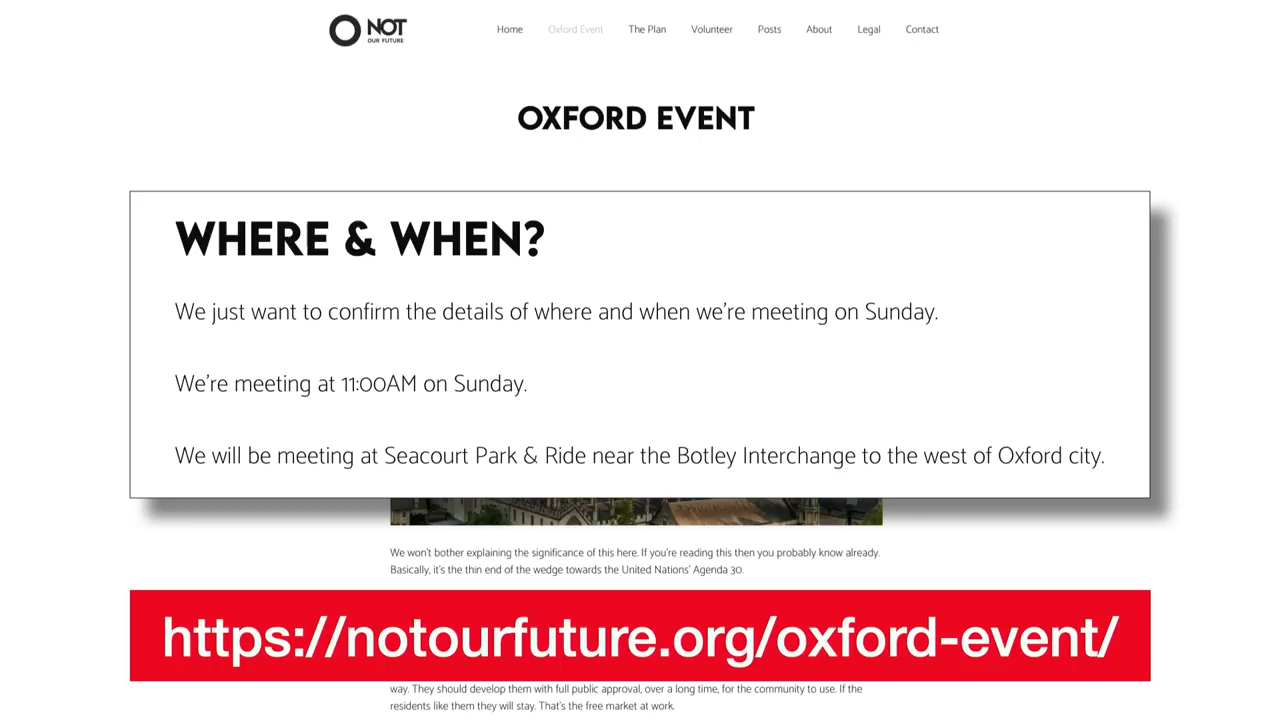 NOT
OUR FUTURE
Home Oxford Event The Plan Volunteer Posts About Legal Contact
OXFORD EVENT
WHERE & WHEN?
We just want to confirm the details of where and when we're meeting on Sunday.
We're meeting at 11:00AM on Sunday.
We will be meeting at Seacourt Park & Ride near the Botley Interchange to the west of Oxford city.
We won't bother explaining the significance of this here. If you're reading this then you probably know already.
Basically, it's the thin end of the wedge towards the United Nations' Agenda 30.
https://notourfuture.org/oxford-event/
way. They should develop them with full public approval, over a long time, for the community to use. If the
residents like them they will stay. That's the free market at work.